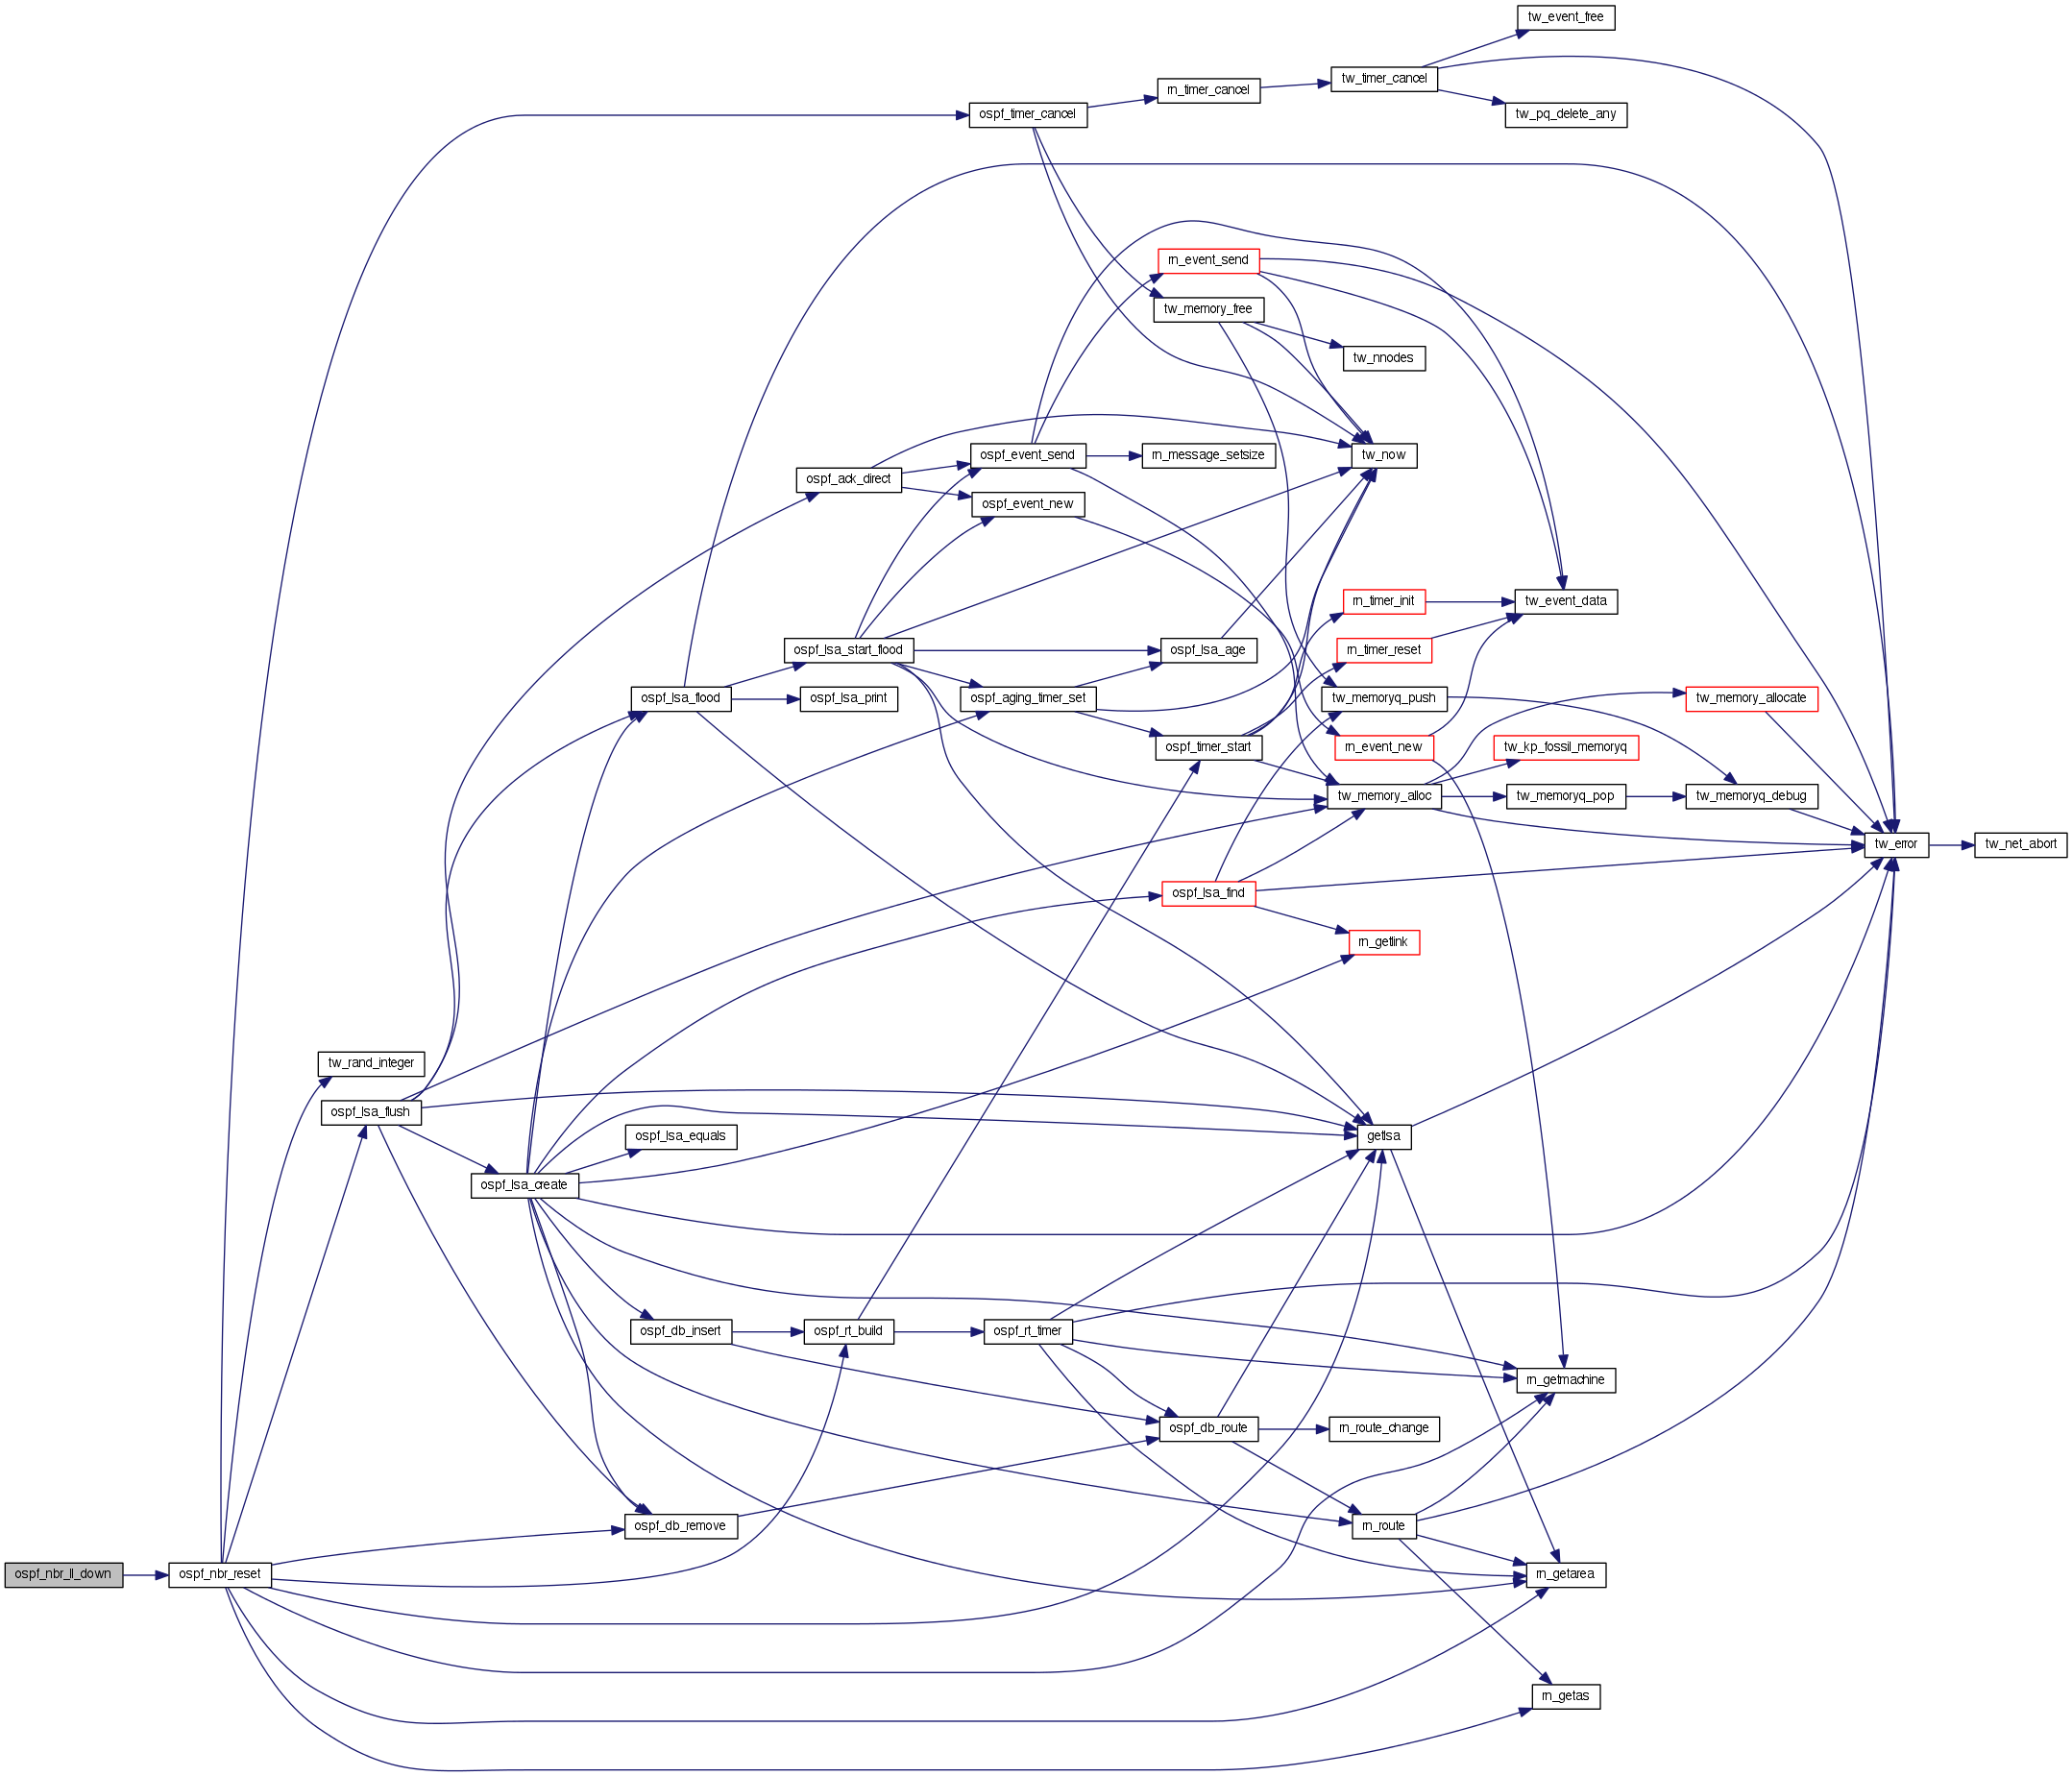 tw_event_free
tw_timer_cancel
rn_timer_cancel
ospf_timer_cancel
tw_pq_delete_any
rn_event_send
tw_memory_free
tw_nnodes
ospf_event_send
rn_message_setsize
tw_now
ospf_ack_direct
ospf_event_new
rn_timer_init
tw_event_data
ospf_lsa_start_flood
ospf_lsa_age
rn_timer_reset
ospf_lsa_flood
ospf_lsa_print
ospf_aging_timer_set
tw_memoryq_push
tw_memory_allocate
ospf_timer_start
rn_event_new
tw_kp_fossil_memoryq
tw_memory_alloc
tw_memoryq_pop
tw_memoryq_debug
tw_error
tw_net_abort
ospf_lsa_find
rn_getlink
tw_rand_integer
ospf_lsa_flush
ospf_lsa_equals
getlsa
ospf_lsa_create
ospf_db_insert
ospf_rt_build
ospf_rt_timer
rn_getmachine
ospf_db_route
rn_route_change
ospf_db_remove
rn_route
ospf_nbr_ll_down
ospf_nbr_reset
rn_getarea
rn_getas